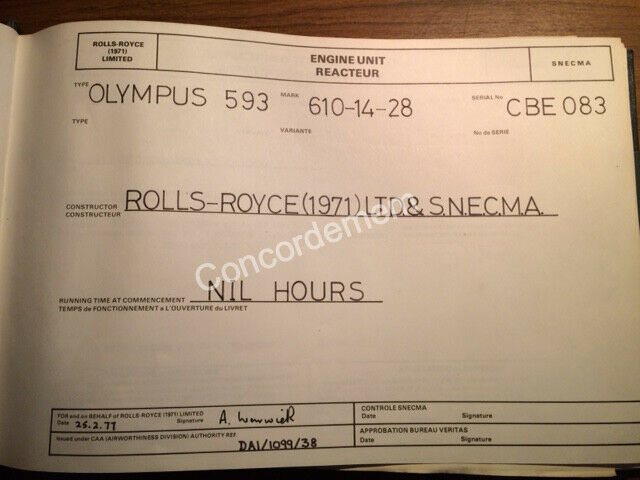 ROLLS-ROYCE
(1971)
LIMITED
ENGINE UNIT
REACTEUR
SNECMA
TYPE OLYMPUS 593 MARK 610-14-28 SERIAL No CBE 083
TYPE VARIANTE No de SERIE
CONSTRUCTOR ROLLS-ROYCE (1971) LTD & S.N.E.C.M.A.
CONSTRUCTEUR
Concordemem
RUNNING TIME AT COMMENCEMENT NIL HOURS
TEMPS de FONCTIONNEMENT a L'OUVERTURE du LIVRET
FOR and on BEHALF of ROLLS-ROYCE (1971) LIMITED
Date 25.2.77 Signature A. Warwick
Issued under CAA (AIRWORTHINESS DIVISION) AUTHORITY REF
DAI/1099/38
CONTROLE SNECMA
Date Signature
APPROBATION BUREAU VERITAS
Date Signature